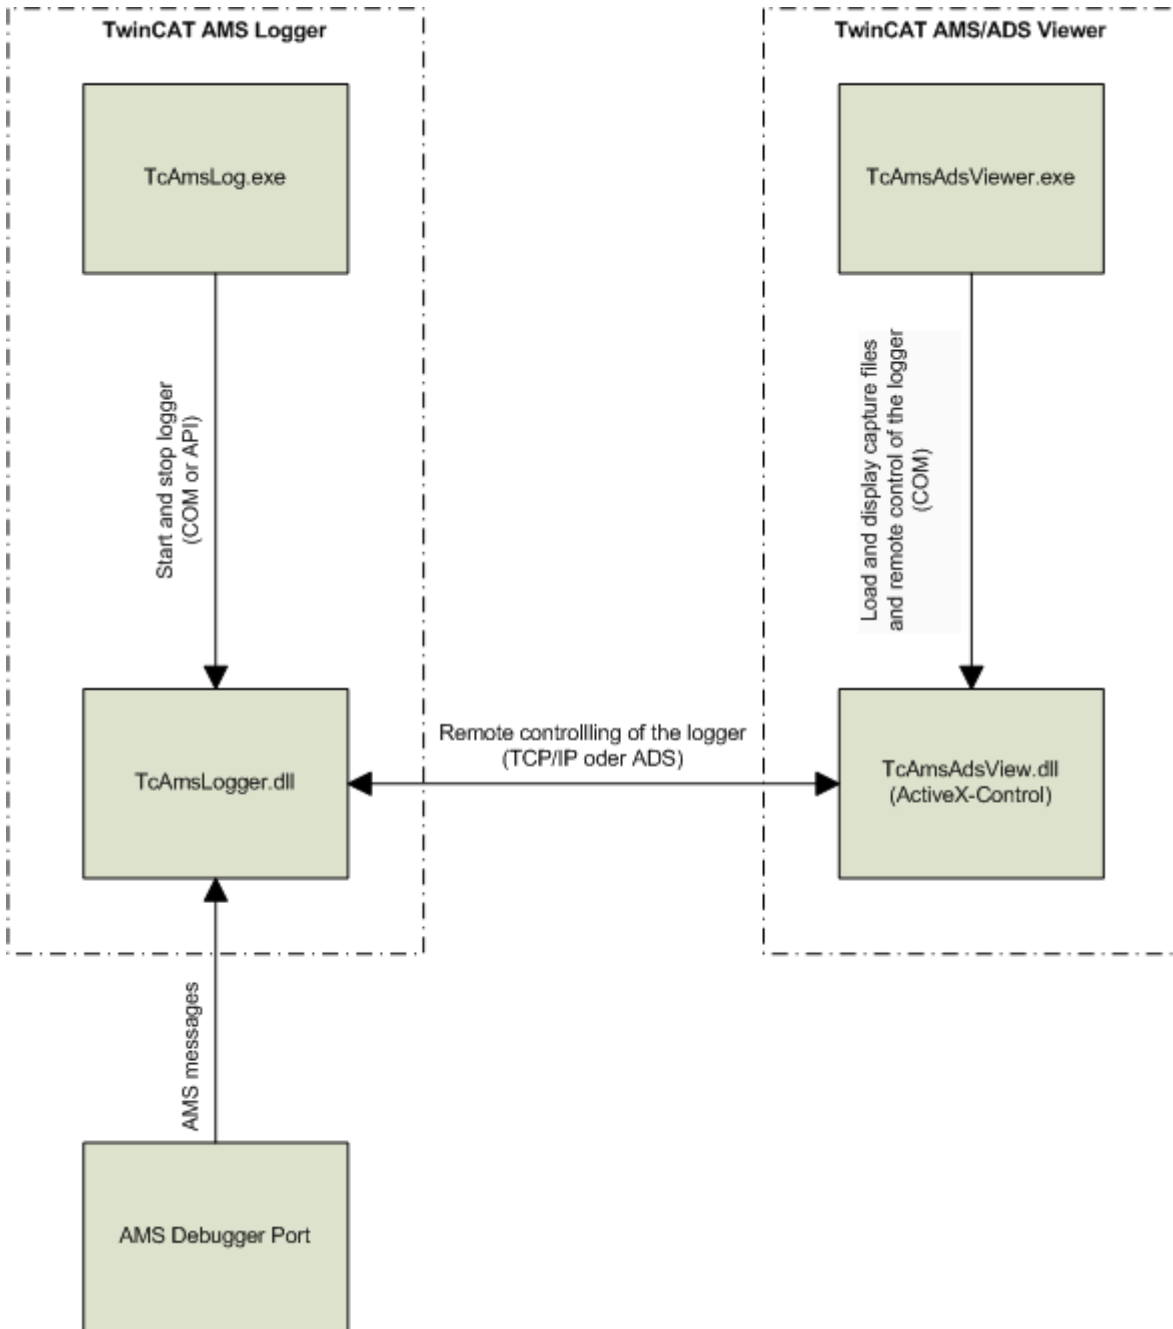 TwinCAT AMS Logger
TwinCAT AMS/ADS Viewer
TcAmsLog.exe
TcAmsAdsViewer.exe
Start and stop logger
(COM or API)
Load and display capture files
and remote control of the logger
(COM)
TcAmsLogger.dll
Remote controllling of the logger
(TCP/IP oder ADS)
TcAmsAdsView.dll
(ActiveX-Control)
AMS messages
AMS Debugger Port